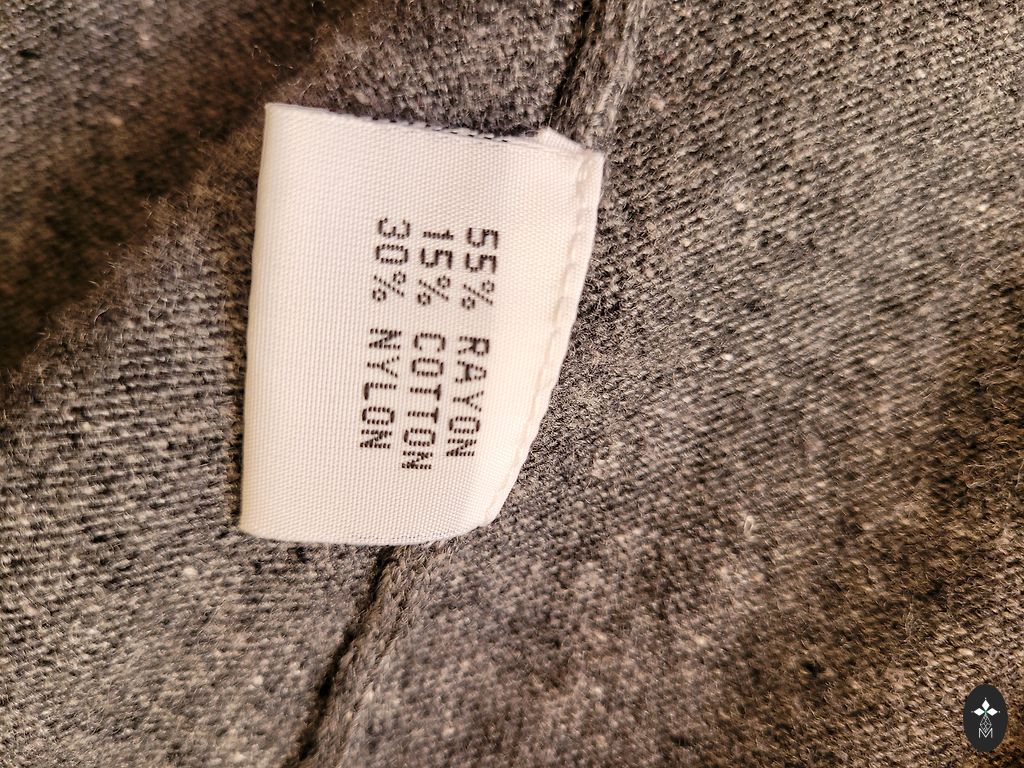 55% RAYON
15% COTTON
30% NYLON
M